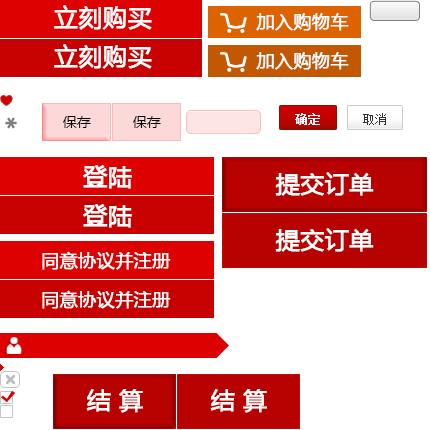 立刻购买
加入购物车
立刻购买
加入购物车
保存 保存 确定 取消
登陆
提交订单
登陆
提交订单
同意协议并注册
同意协议并注册
结算 结算